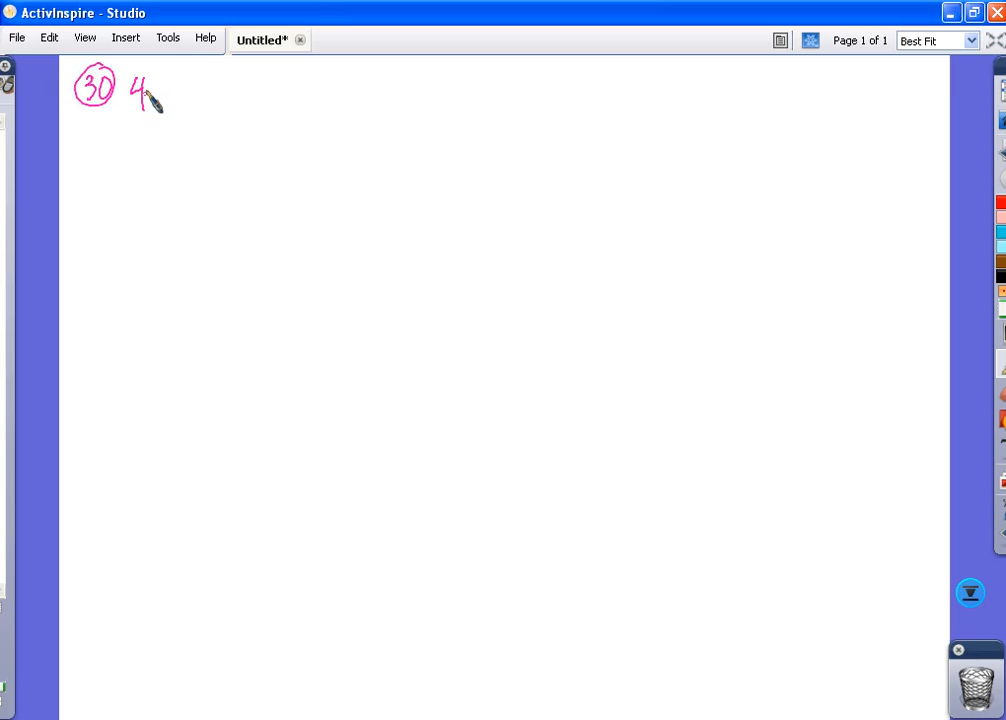 ActivInspire - Studio
File Edit View Insert Tools Help Untitled* Page 1 of 1 Best Fit
30 4